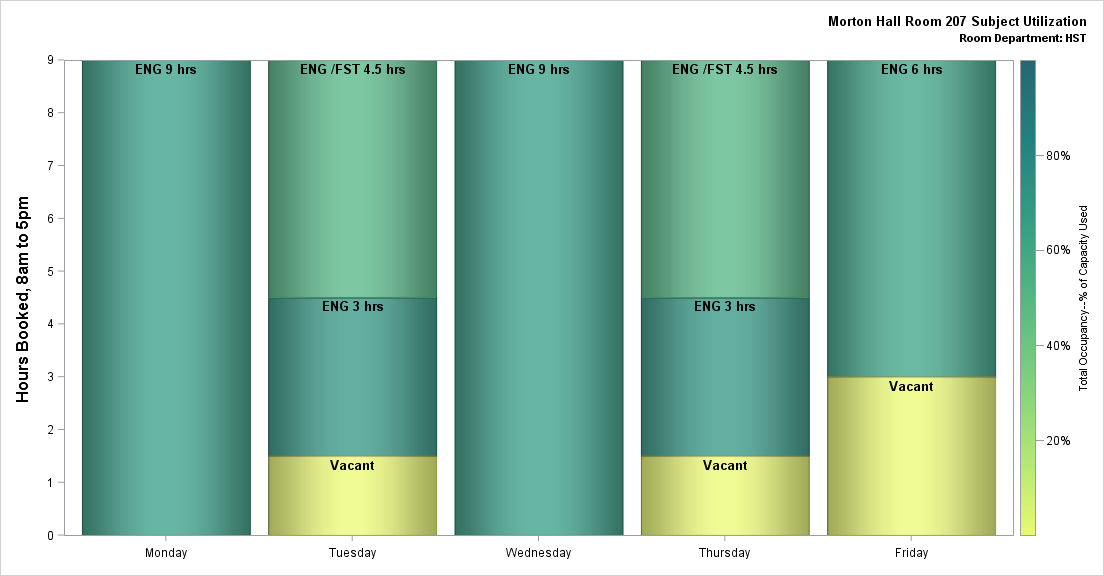 Morton Hall Room 207 Subject Utilization
Room Department: HST
Hours Booked, 8am to 5pm
9
8
7
6
5
4
3
2
1
0
ENG 9 hrs
ENG /FST 4.5 hrs
ENG 9 hrs
ENG /FST 4.5 hrs
ENG 6 hrs
ENG 3 hrs
ENG 3 hrs
Vacant
Vacant
Vacant
Monday
Tuesday
Wednesday
Thursday
Friday
80%
60%
40%
20%
Total Occupancy--% of Capacity Used